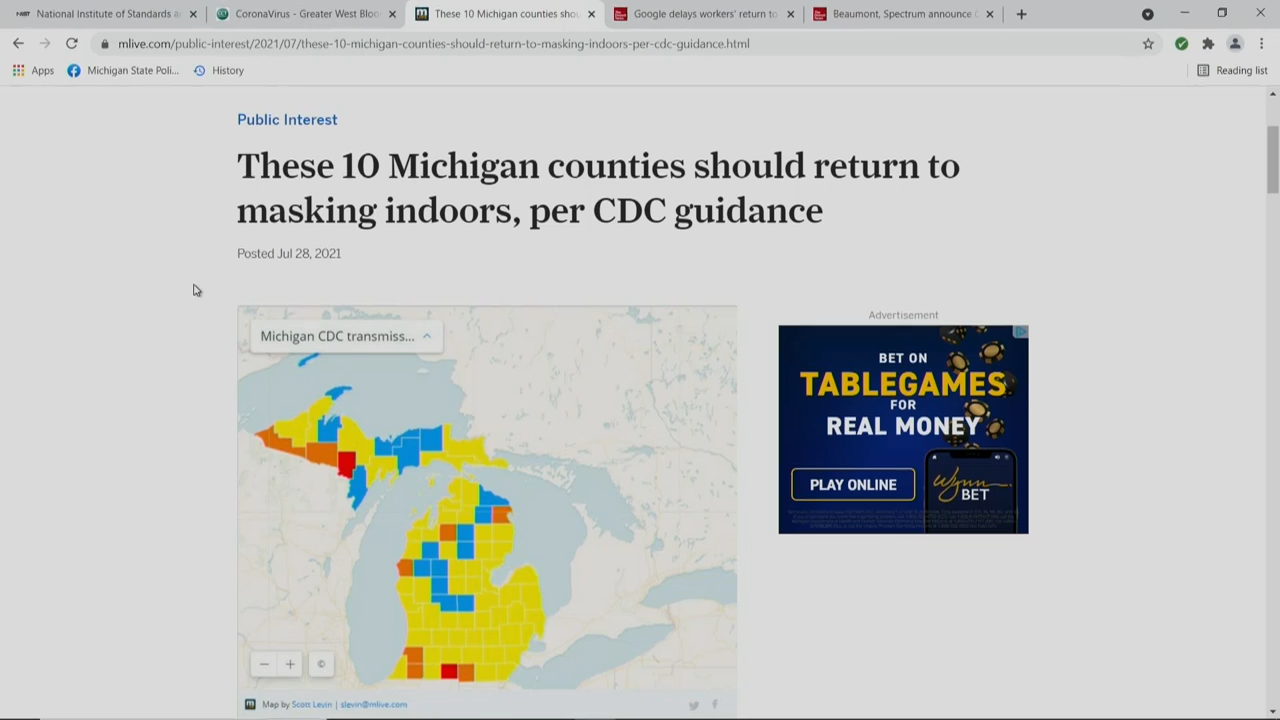 National Institute of Standards a
CoronaVirus - Greater West Bloo
These 10 Michigan counties shou
Google delays workers' return to
Beaumont, Spectrum announce
mlive.com/public-interest/2021/07/these-10-michigan-counties-should-return-to-masking-indoors-per-cdc-guidance.html
Apps
Michigan State Poli...
History
Reading list
Public Interest
These 10 Michigan counties should return to
masking indoors, per CDC guidance
Posted Jul 28, 2021
Michigan CDC transmiss...
Advertisement
BET ON
TABLEGAMES
FOR
REAL MONEY
PLAY ONLINE
Wynn
BET
Map by Scott Levin | slevin@mlive.com